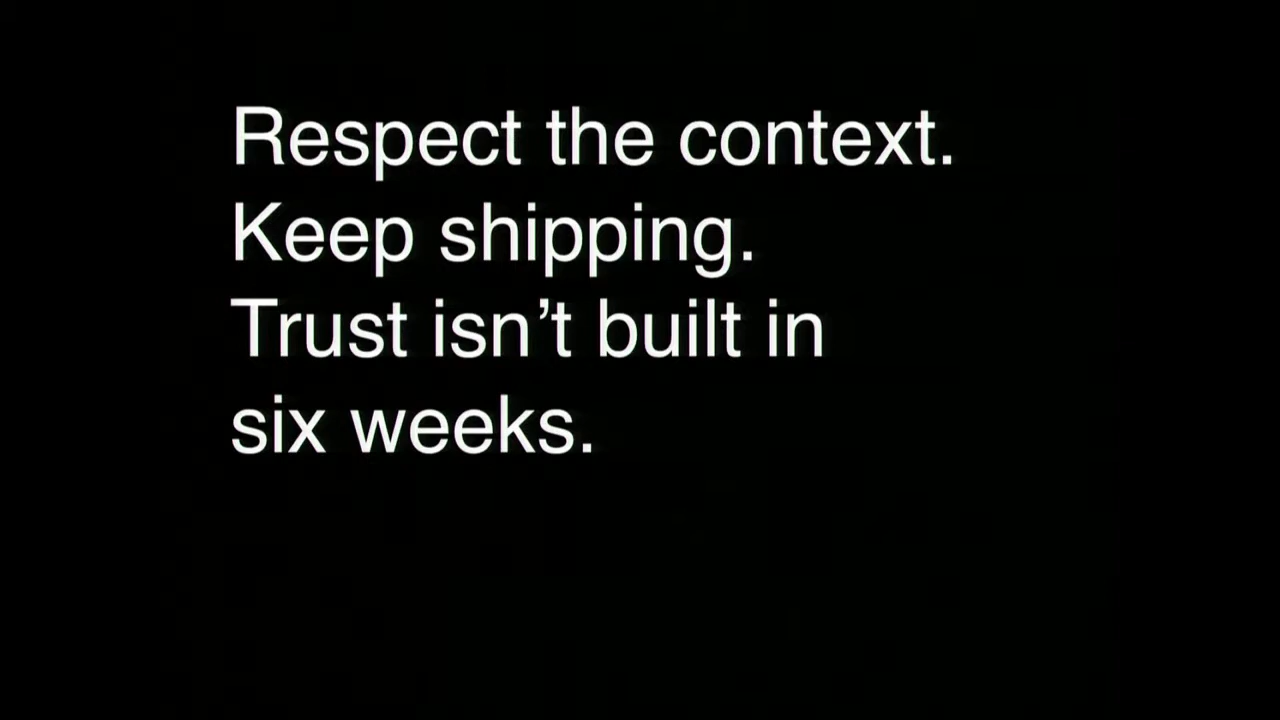 Respect the context.
Keep shipping.
Trust isn’t built in
six weeks.